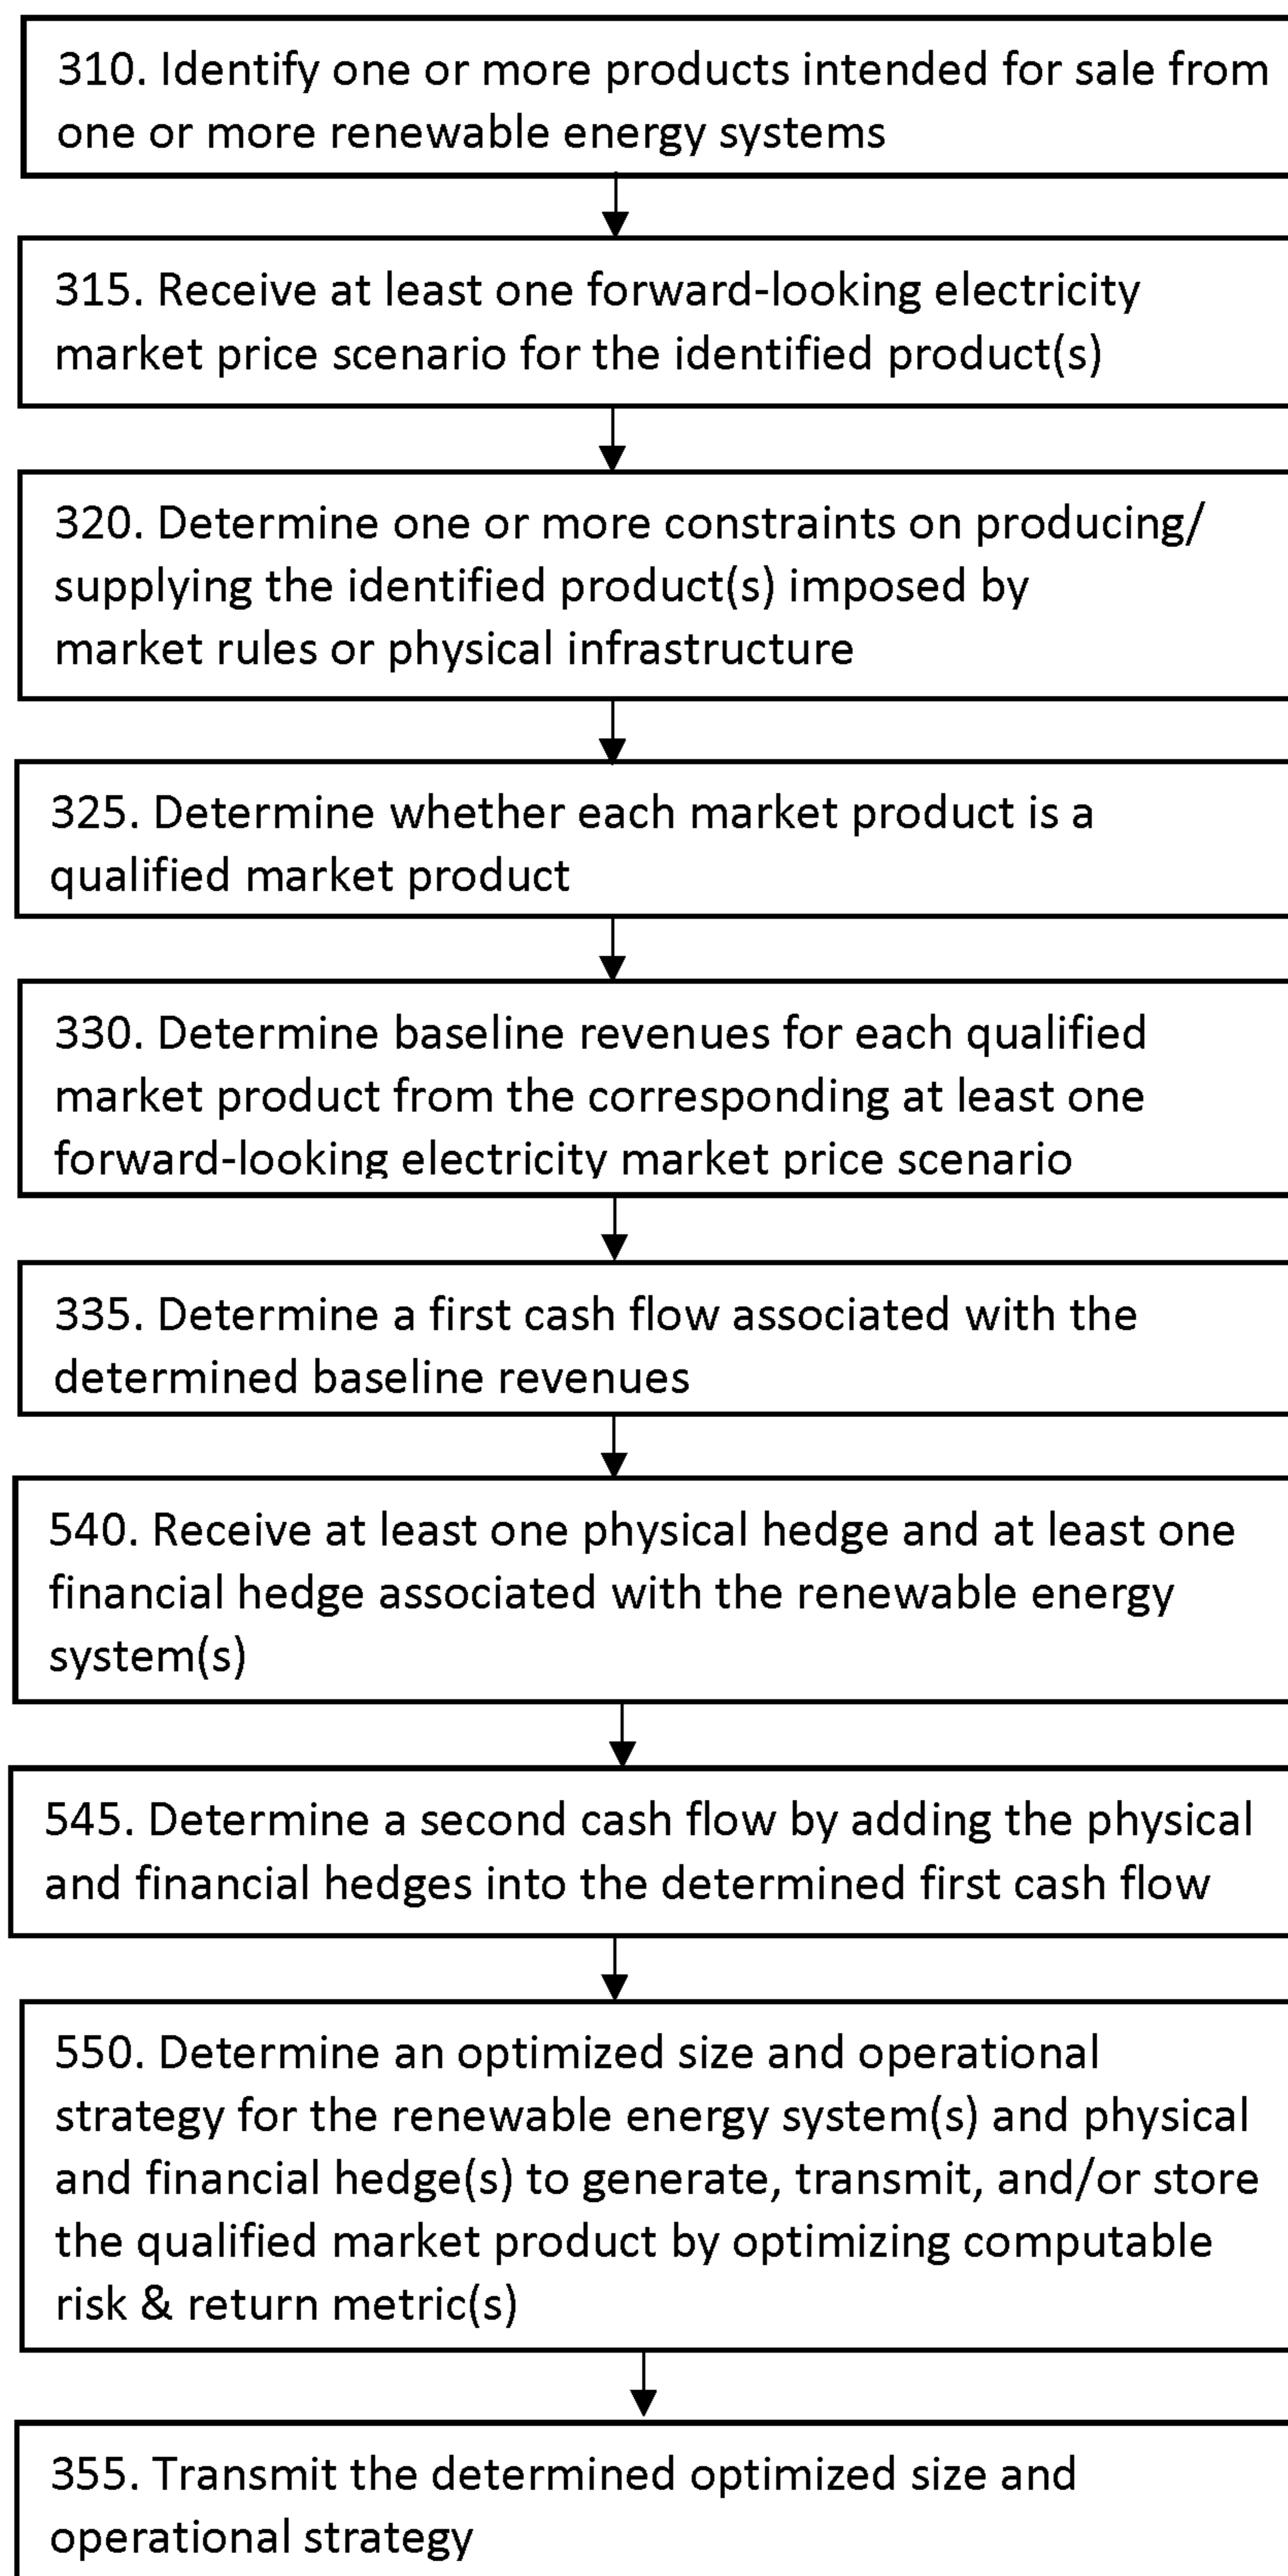 310. Identify one or more products intended for sale from
one or more renewable energy systems
315. Receive at least one forward-looking electricity
market price scenario for the identified product(s)
320. Determine one or more constraints on producing/
supplying the identified product(s) imposed by
market rules or physical infrastructure
325. Determine whether each market product is a
qualified market product
330. Determine baseline revenues for each qualified
market product from the corresponding at least one
forward-looking electricity market price scenario
335. Determine a first cash flow associated with the
determined baseline revenues
540. Receive at least one physical hedge and at least one
financial hedge associated with the renewable energy
system(s)
545. Determine a second cash flow by adding the physical
and financial hedges into the determined first cash flow
550. Determine an optimized size and operational
strategy for the renewable energy system(s) and physical
and financial hedge(s) to generate, transmit, and/or store
the qualified market product by optimizing computable
risk & return metric(s)
355. Transmit the determined optimized size and
operational strategy